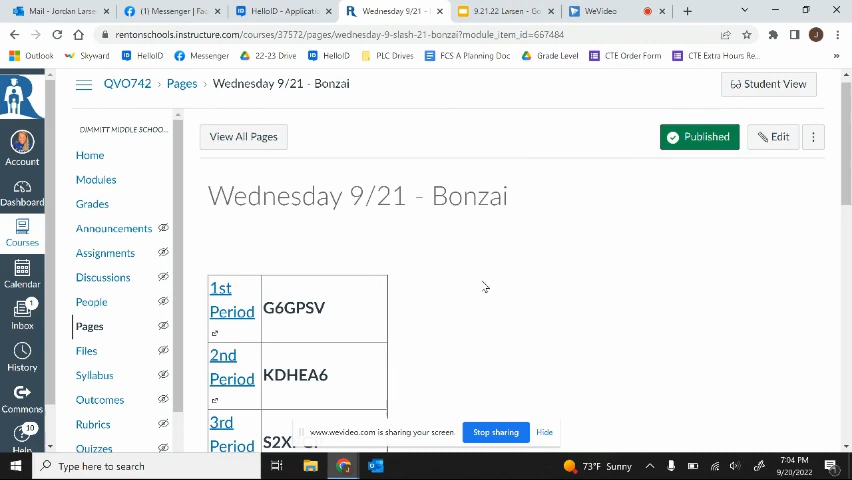 Mail - Jordan Larse
(1) Messenger | Fac
HelloID - Applicatio
Wednesday 9/21 - B
9.21.22 Larsen - Go
WeVideo
rentonschools.instructure.com/courses/37572/pages/wednesday-9-slash-21-bonzai?module_item_id=667484
Outlook
Skyward
HelloID
Messenger
22-23 Drive
HelloID
PLC Drives
FCS A Planning Doc
Grade Level
CTE Order Form
CTE Extra Hours Re...
QVO742 > Pages > Wednesday 9/21 - Bonzai
Student View
DIMMITT MIDDLE SCHOO...
View All Pages
Published
Edit
Account
Dashboard
Courses
Calendar
1
Inbox
History
Commons
10
Help
Home
Modules
Grades
Announcements
Assignments
Discussions
People
Pages
Files
Syllabus
Outcomes
Rubrics
Quizzes
Wednesday 9/21 - Bonzai
1st Period
G6GPSV
2nd Period
KDHEA6
3rd Period
www.wevideo.com is sharing your screen.
Stop sharing
Hide
Type here to search
73°F Sunny
7:04 PM
9/20/2022